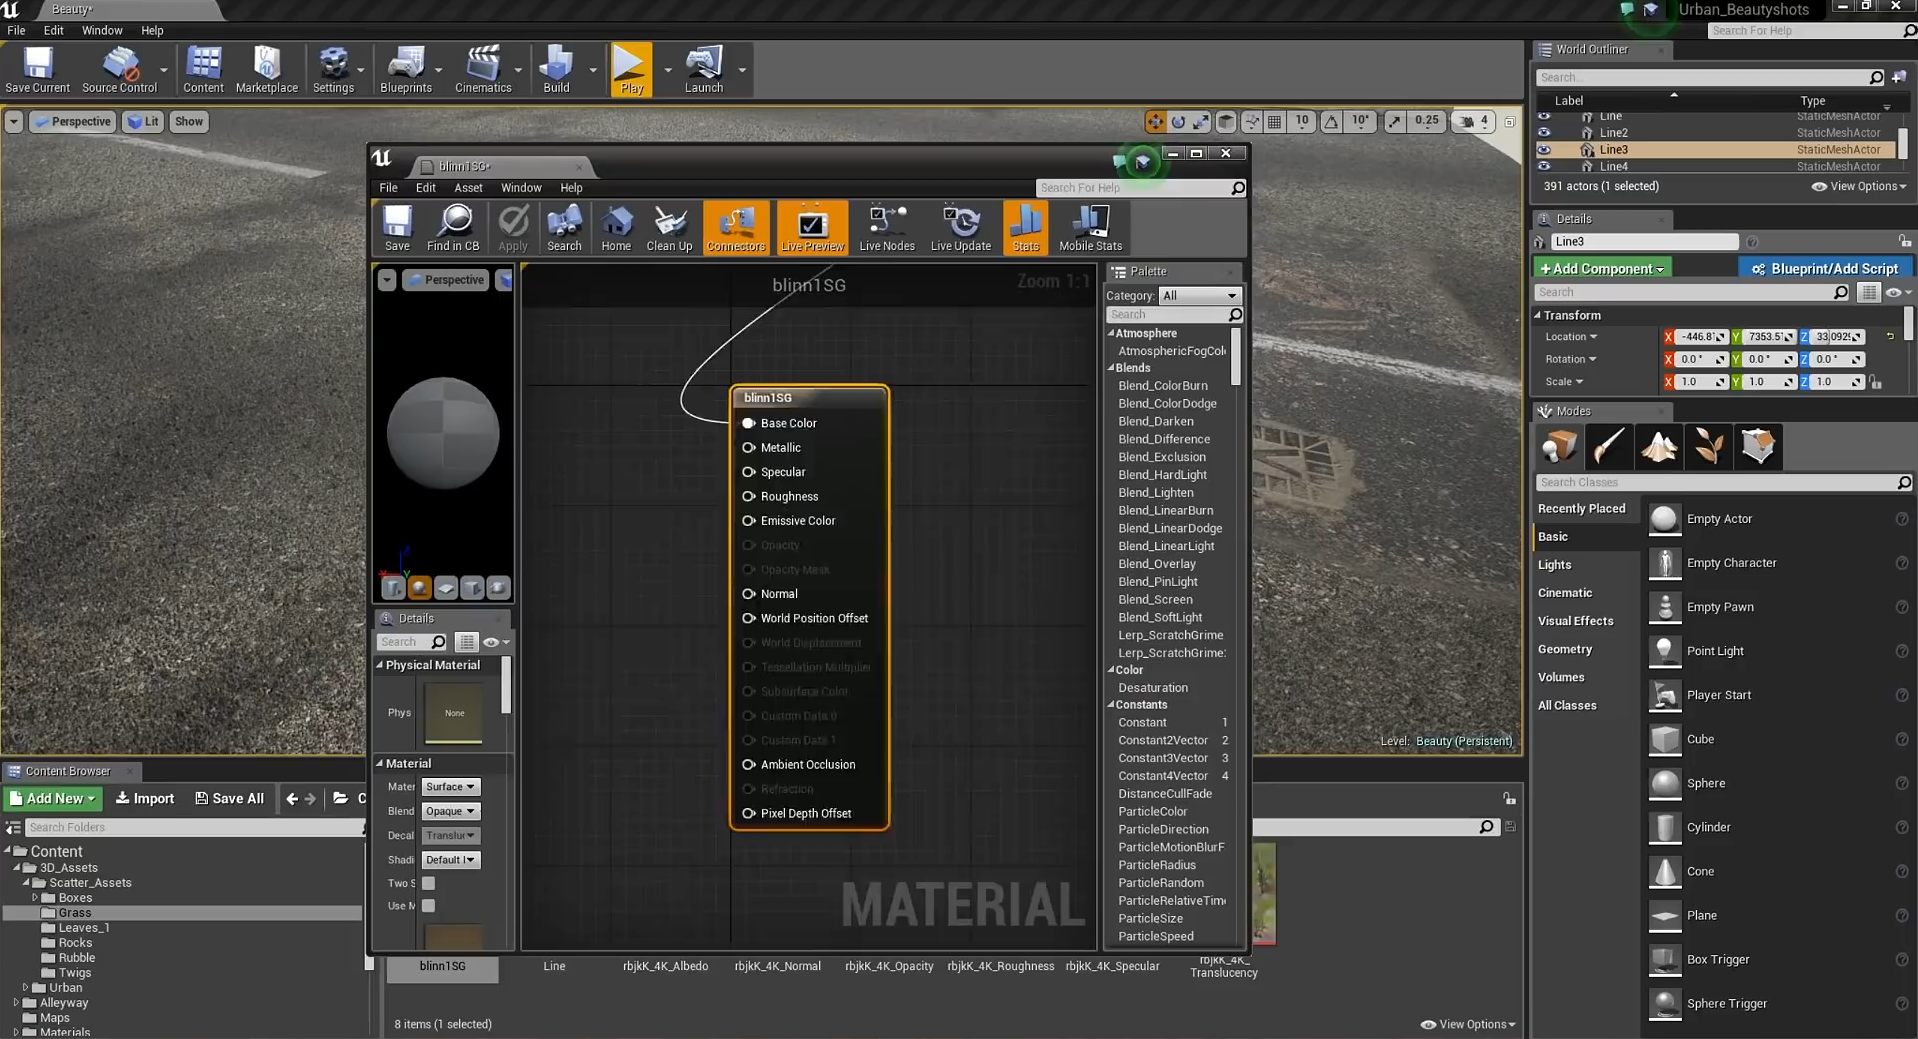 Beauty*
Urban_Beautyshots
File Edit Window Help
Search For Help
Save Current
Source Control
Content
Marketplace
Settings
Blueprints
Cinematics
Build
Play
Launch
Perspective
Lit
Show
10
10°
0.25
4
World Outliner
Search...
Label Type
Line StaticMeshActor
Line2 StaticMeshActor
Line3 StaticMeshActor
Line4 StaticMeshActor
391 actors (1 selected)
View Options
Details
Line3
+Add Component
Blueprint/Add Script
Search
Transform
Location X -446.8 Y 7353.5 Z 33.092
Rotation X 0.0° Y 0.0° Z 0.0°
Scale X 1.0 Y 1.0 Z 1.0
Modes
Search Classes
Recently Placed
Basic
Lights
Cinematic
Visual Effects
Geometry
Volumes
All Classes
Empty Actor
Empty Character
Empty Pawn
Point Light
Player Start
Cube
Sphere
Cylinder
Cone
Plane
Box Trigger
Sphere Trigger
blinn1SG*
File Edit Asset Window Help
Search For Help
Save
Find in CB
Apply
Search
Home
Clean Up
Connectors
Live Preview
Live Nodes
Live Update
Stats
Mobile Stats
Perspective
blinn1SG
Zoom 1:1
blinn1SG
Base Color
Metallic
Specular
Roughness
Emissive Color
Opacity
Opacity Mask
Normal
World Position Offset
World Displacement
Tessellation Multiplier
Subsurface Color
Custom Data 0
Custom Data 1
Ambient Occlusion
Refraction
Pixel Depth Offset
MATERIAL
Details
Search
Physical Material
Phys
None
Material
Mater Surface
Blend Opaque
Decal Translu
Shadi Default
Two S
Use M
Palette
Category: All
Search
Atmosphere
AtmosphericFogCol
Blends
Blend_ColorBurn
Blend_ColorDodge
Blend_Darken
Blend_Difference
Blend_Exclusion
Blend_HardLight
Blend_Lighten
Blend_LinearBurn
Blend_LinearDodge
Blend_LinearLight
Blend_Overlay
Blend_PinLight
Blend_Screen
Blend_SoftLight
Lerp_ScratchGrime
Lerp_ScratchGrime
Color
Desaturation
Constants
Constant 1
Constant2Vector 2
Constant3Vector 3
Constant4Vector 4
DistanceCullFade
ParticleColor
ParticleDirection
ParticleMotionBlurF
ParticleRadius
ParticleRandom
ParticleRelativeTime
ParticleSize
ParticleSpeed
Level: Beauty (Persistent)
Content Browser
Add New
Import
Save All
C
Search Folders
Content
3D_Assets
Scatter_Assets
Boxes
Grass
Leaves_1
Rocks
Rubble
Twigs
Urban
Alleyway
Maps
Materials
blinn1SG
Line
rbjkK_4K_Albedo
rbjkK_4K_Normal
rbjkK_4K_Opacity
rbjkK_4K_Roughness
rbjkK_4K_Specular
rbjkK_4K_
Translucency
8 items (1 selected)
View Options